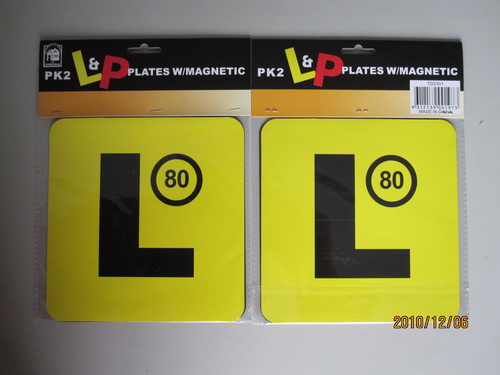 PK2 L&P PLATES W/MAGNETIC
L 80
PK2 L&P PLATES W/MAGNETIC
L 80
2010/12/06